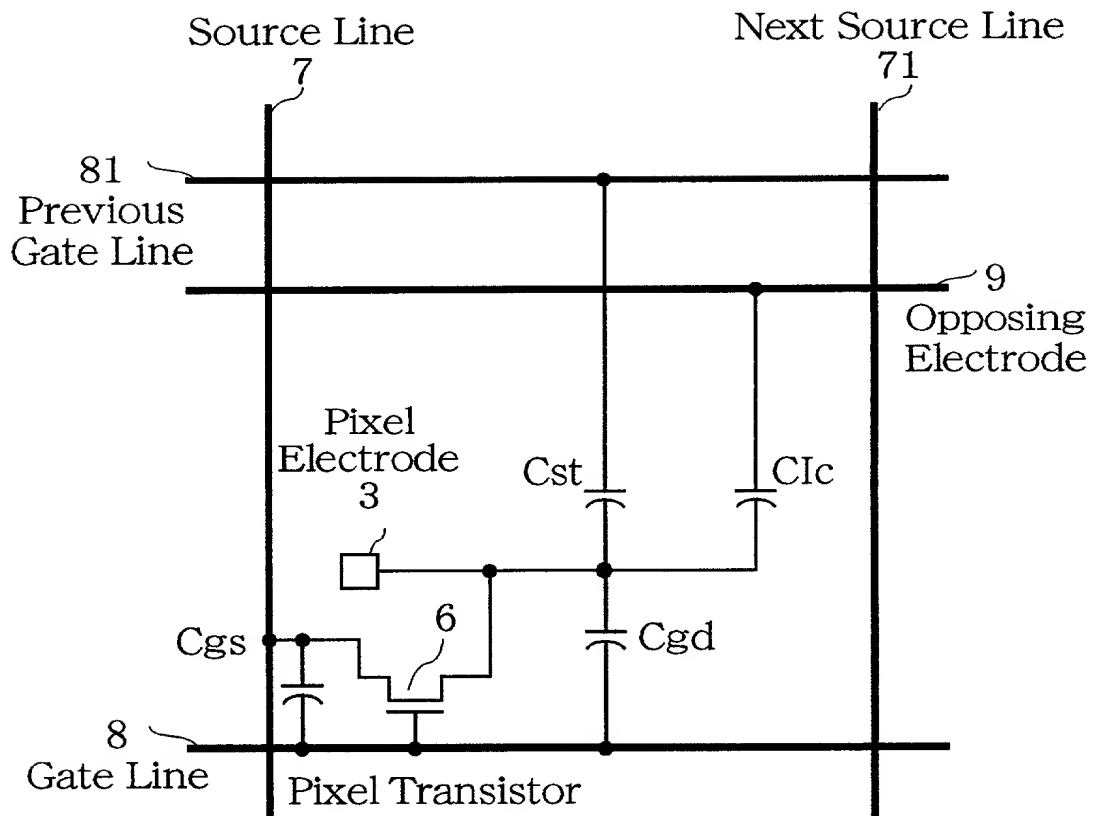 Source Line
7
Next Source Line
71
81
Previous
Gate Line
9
Opposing
Electrode
Pixel
Electrode
3
Cst
CIc
6
Cgs
Cgd
8
Gate Line
Pixel Transistor